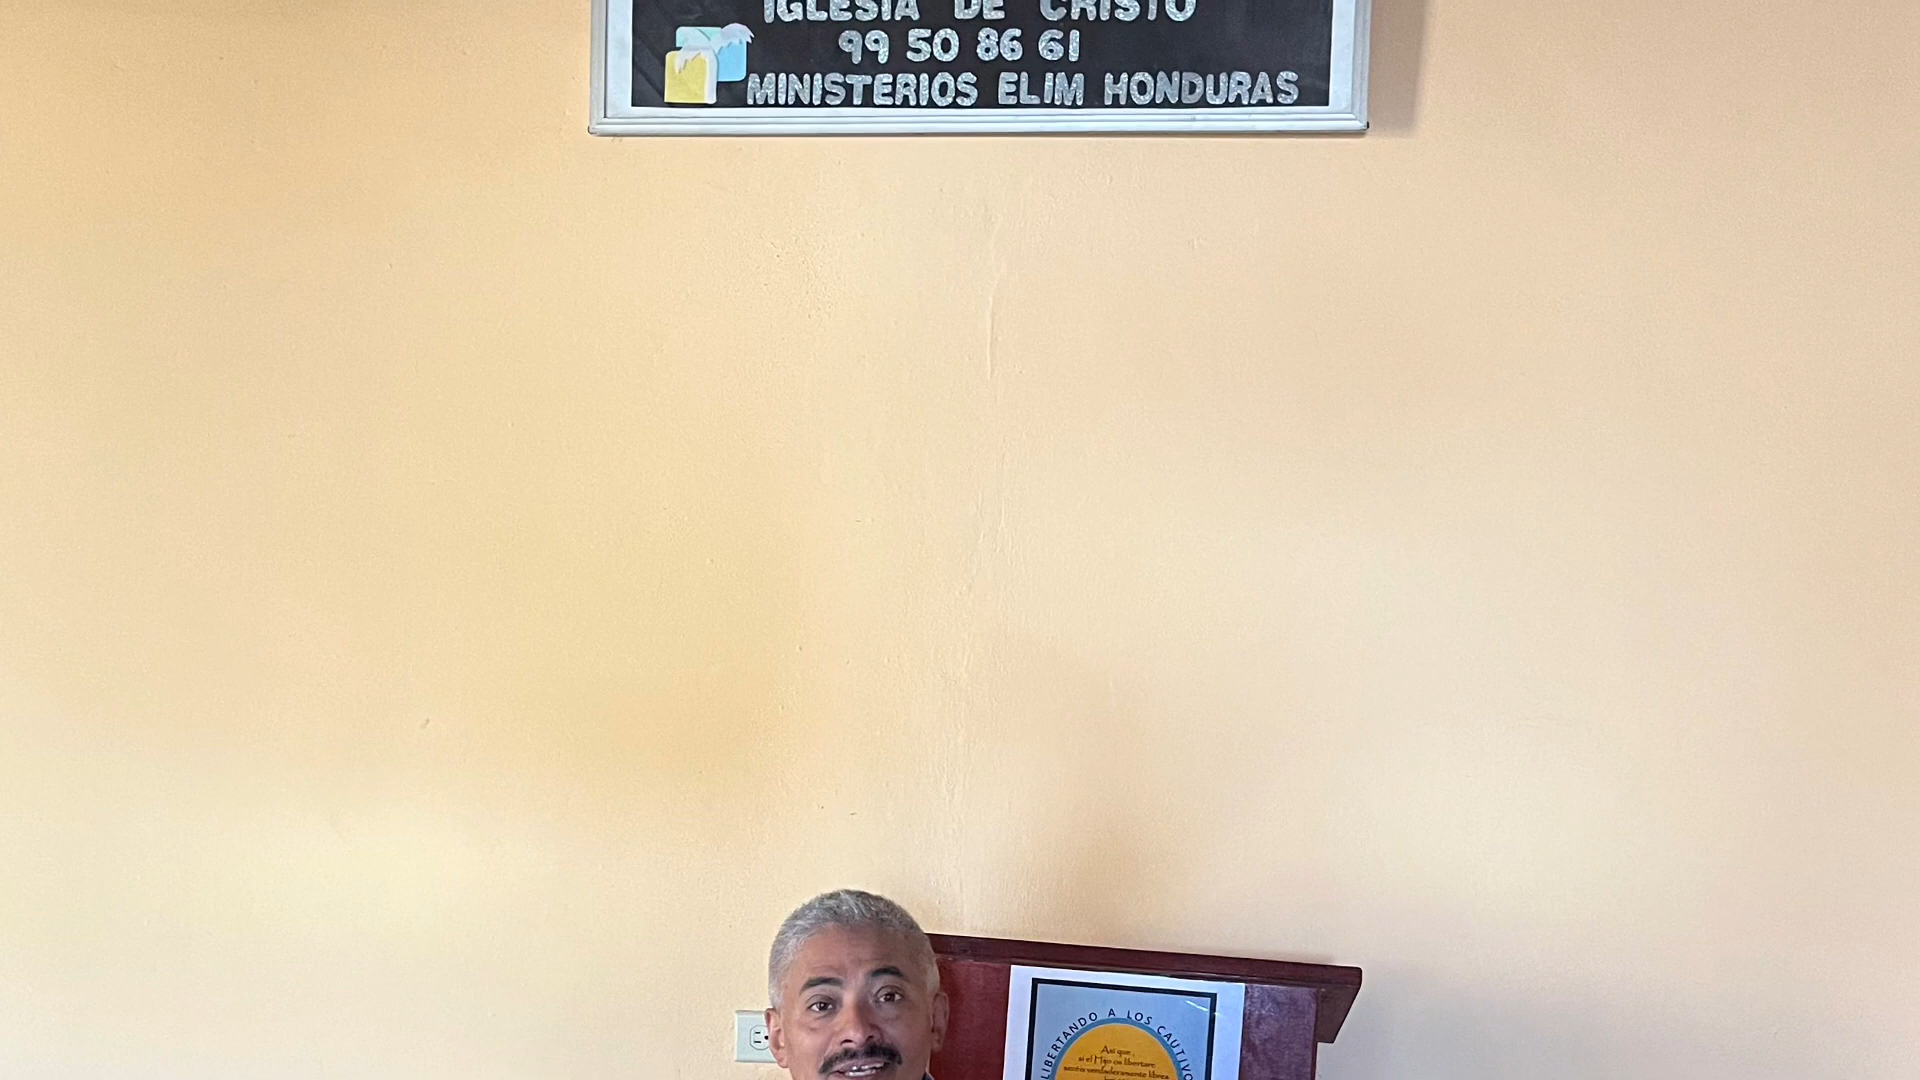 IGLESIA DE CRISTO
99 50 86 61
MINISTERIOS ELIM HONDURAS
LIBERTANDO A LOS CAUTIVO
Así que,
si el Hijo os libertare
seréis verdaderamente libres